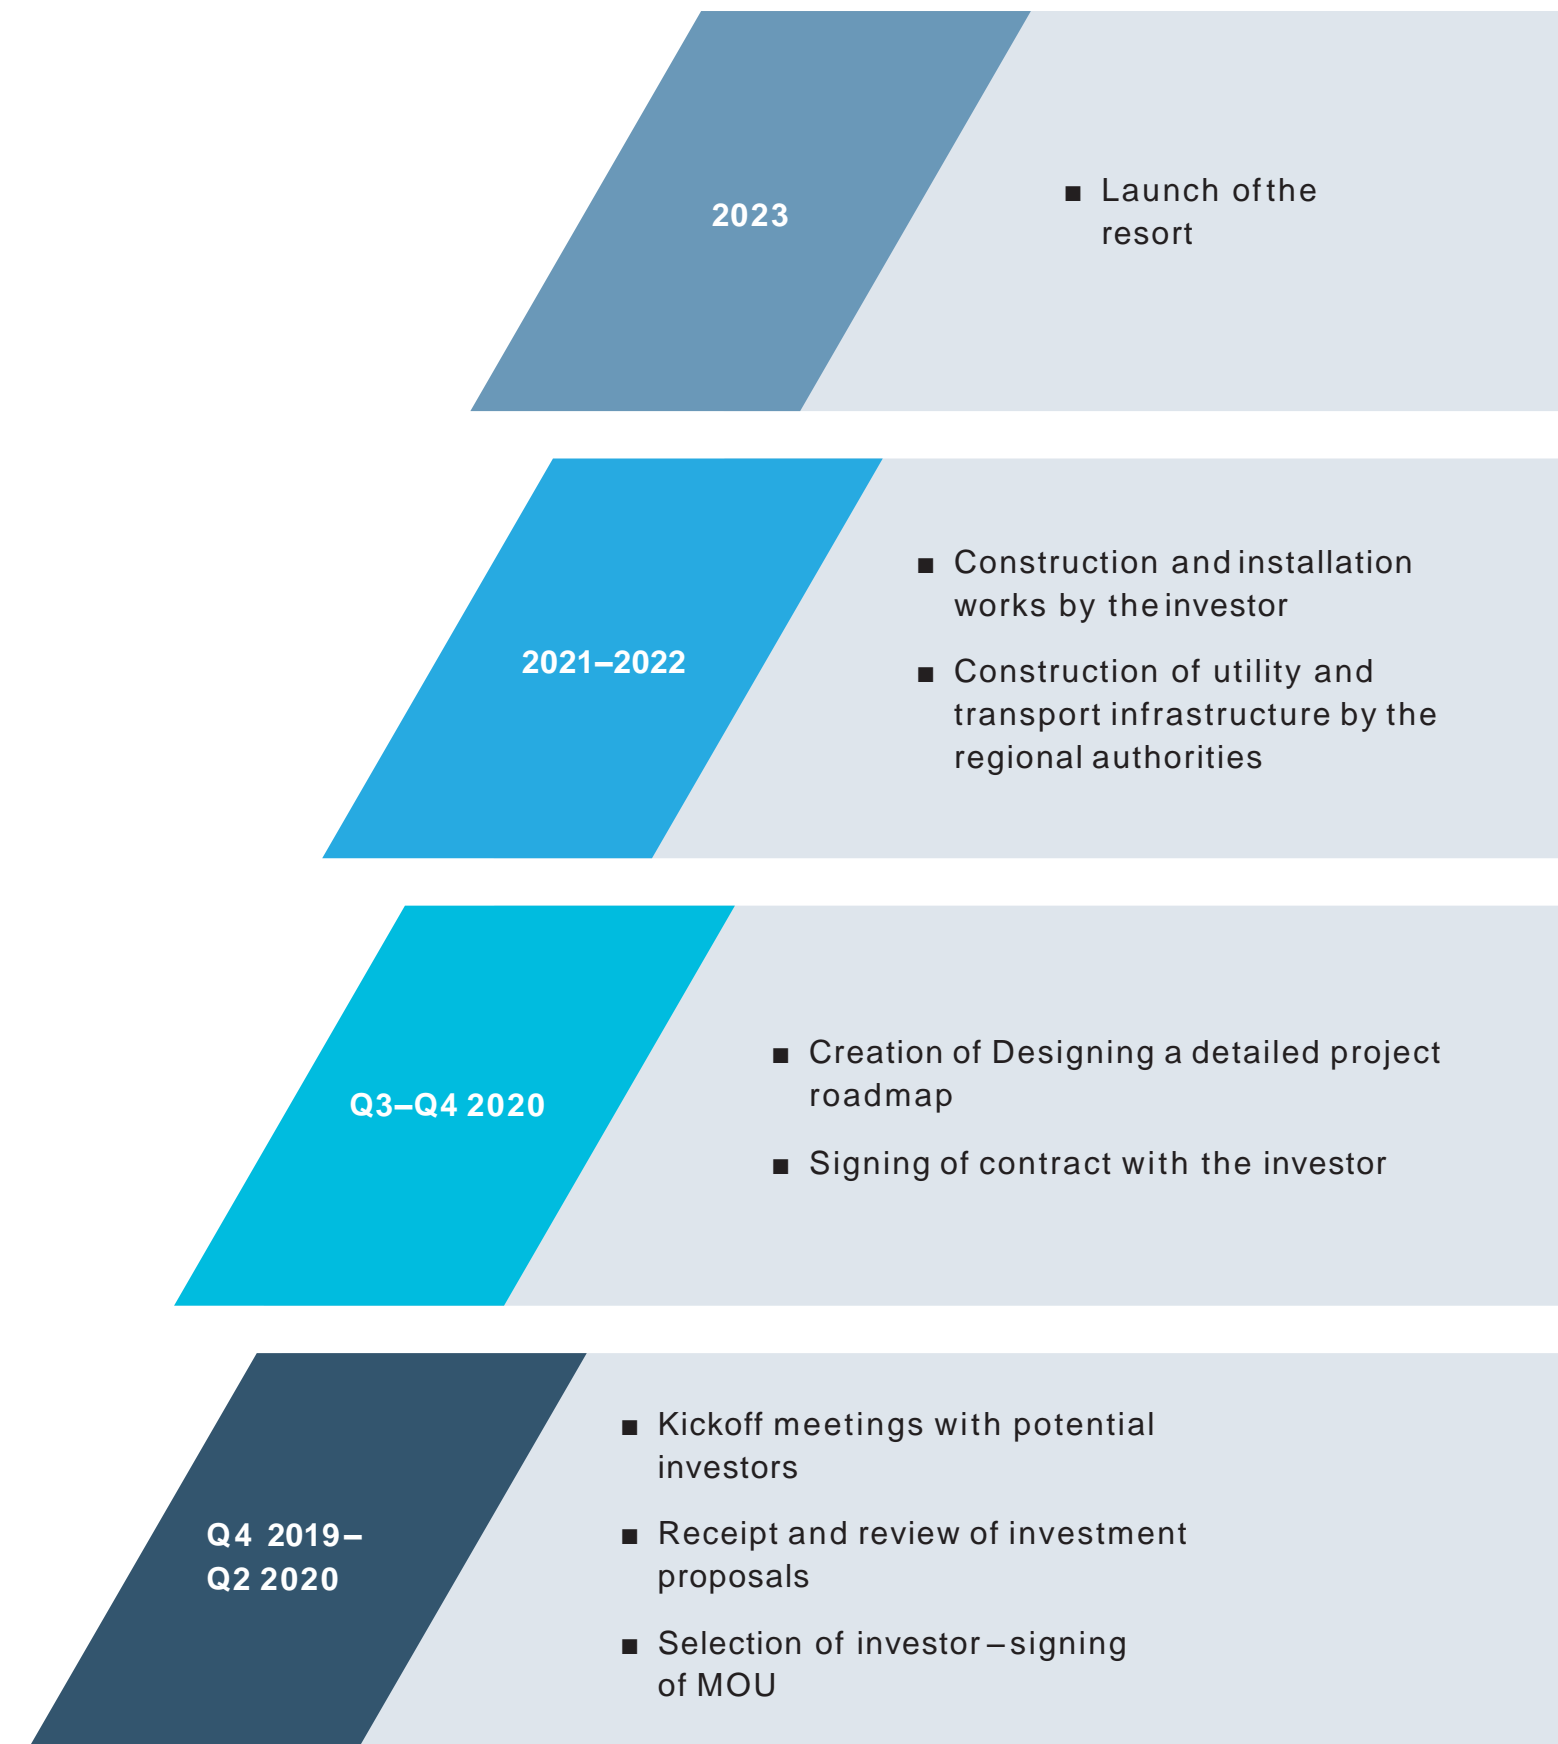 2023
■ Launch of the
resort
2021–2022
■ Construction and installation
works by the investor
■ Construction of utility and
transport infrastructure by the
regional authorities
Q3–Q4 2020
■ Creation of Designing a detailed project
roadmap
■ Signing of contract with the investor
Q4 2019–
Q2 2020
■ Kickoff meetings with potential
investors
■ Receipt and review of investment
proposals
■ Selection of investor – signing
of MOU